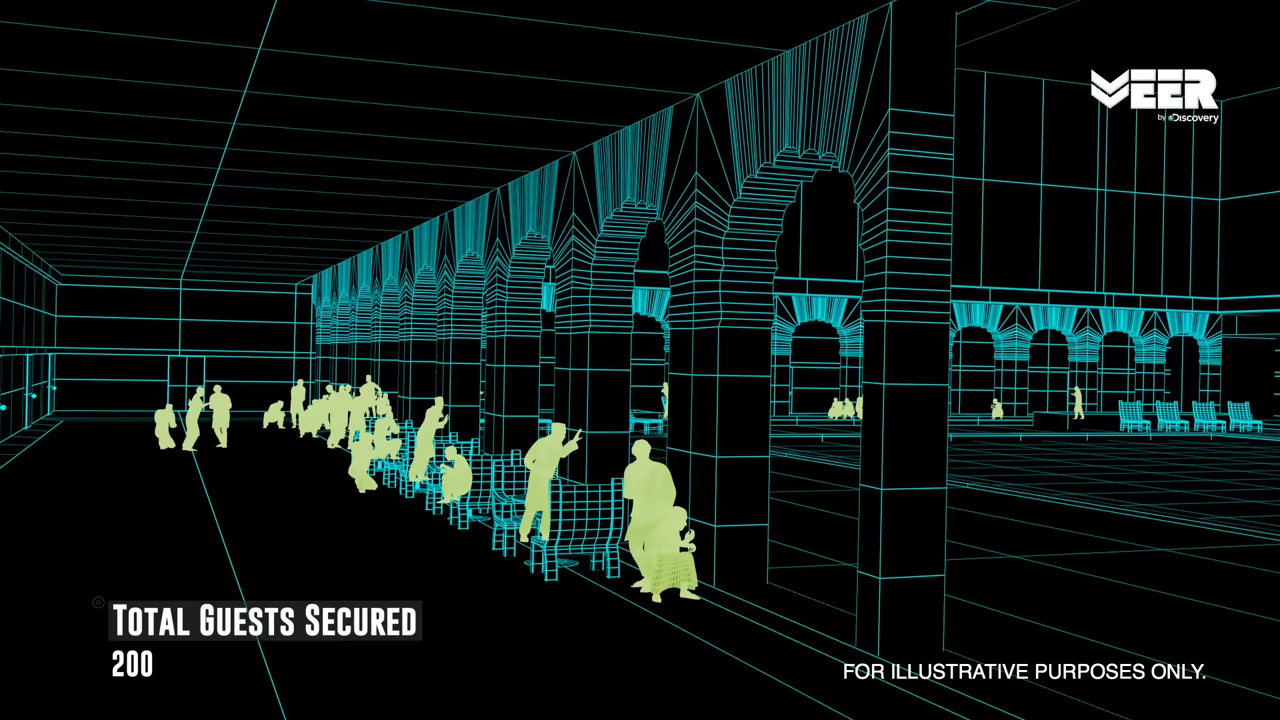 VEER
by Discovery
TOTAL GUESTS SECURED
200
FOR ILLUSTRATIVE PURPOSES ONLY.